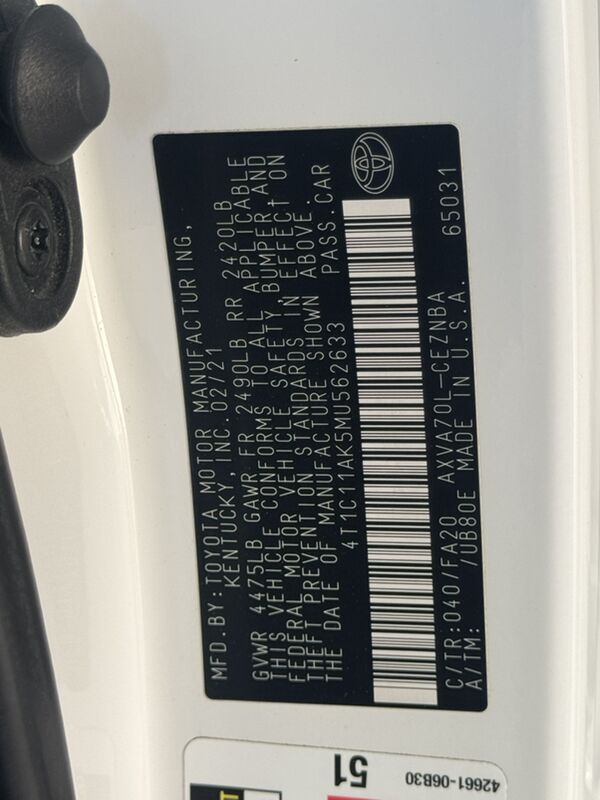 MFD.BY:TOYOTA MOTOR MANUFACTURING,
KENTUCKY, INC.02/21
GVWR 4475LB GAWR FR 2490LB RR 2420LB
THIS VEHICLE CONFORMS TO ALL APPLICABLE
FEDERAL MOTOR VEHICLE SAFETY, BUMPER, AND
THEFT PREVENTION STANDARDS IN EFFECT ON
THE DATE OF MANUFACTURE SHOWN ABOVE.
4T1C11AK5MU562633 PASS.CAR
C/TR:040/FA20 AXVA70L-CEZNBA 65031
A/TM: /UB80E MADE IN U.S.A.
51
42661-06B30